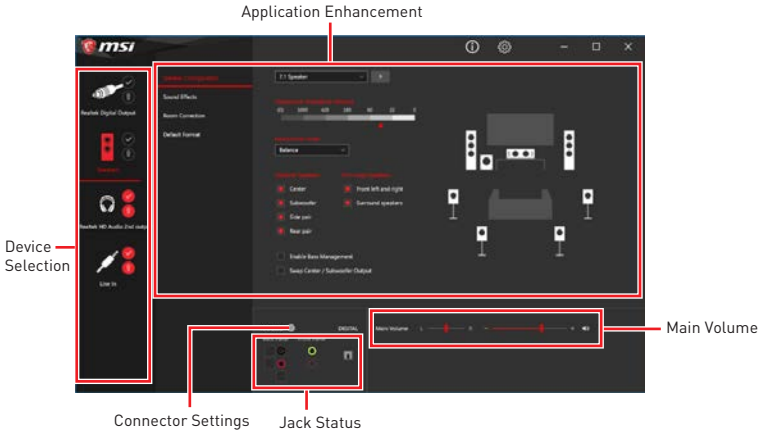 Application Enhancement
msi
Realtek Digital Output
Speakers
Realtek HD Audio 2nd outp
Line In
Speaker Configuration
Sound Effects
Room Correction
Default Format
7.1 Speaker
Balance
Center
Subwoofer
Side pair
Rear pair
Front left and right
Surround speakers
Enable Bass Management
Swap Center / Subwoofer Output
DIGITAL
Main Volume
L
R
-
+
Device
Selection
Main Volume
Connector Settings
Jack Status